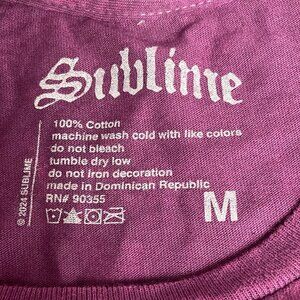 Sublime
100% Cotton
machine wash cold with like colors
do not bleach
tumble dry low
do not iron decoration
made in Dominican Republic
RN# 90355
M
© 2024 SUBLIME